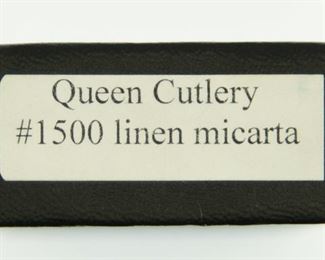 Queen Cutlery
#1500 linen micarta